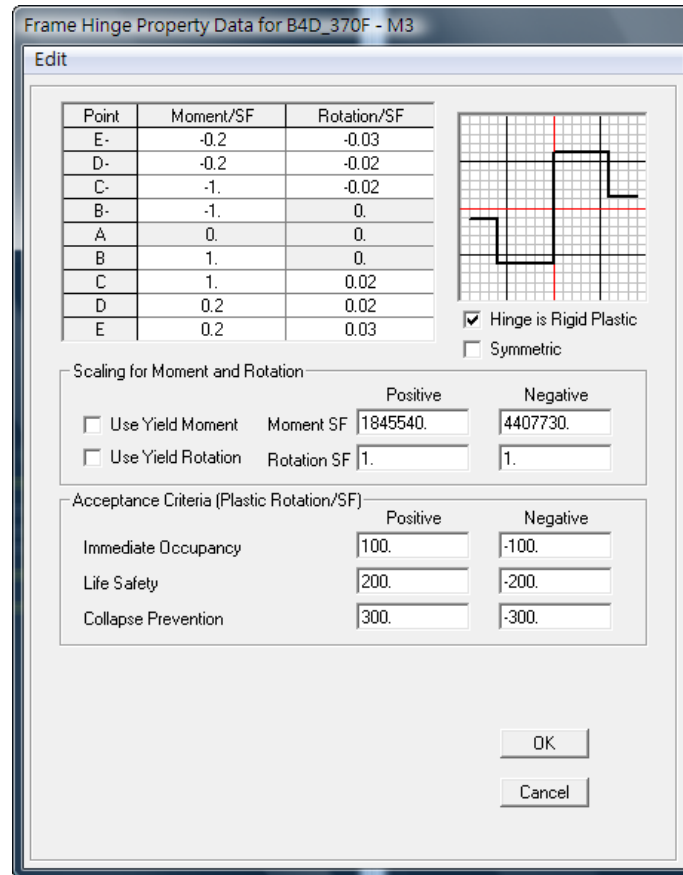 Frame Hinge Property Data for B4D_370F - M3
Edit
Point Moment/SF Rotation/SF
E- -0.2 -0.03
D- -0.2 -0.02
C- -1. -0.02
B- -1. 0.
A 0. 0.
B 1. 0.
C 1. 0.02
D 0.2 0.02
E 0.2 0.03
Hinge is Rigid Plastic
Symmetric
Scaling for Moment and Rotation
Positive Negative
Use Yield Moment Moment SF 1845540. 4407730.
Use Yield Rotation Rotation SF 1. 1.
Acceptance Criteria (Plastic Rotation/SF)
Positive Negative
Immediate Occupancy 100. -100.
Life Safety 200. -200.
Collapse Prevention 300. -300.
OK
Cancel